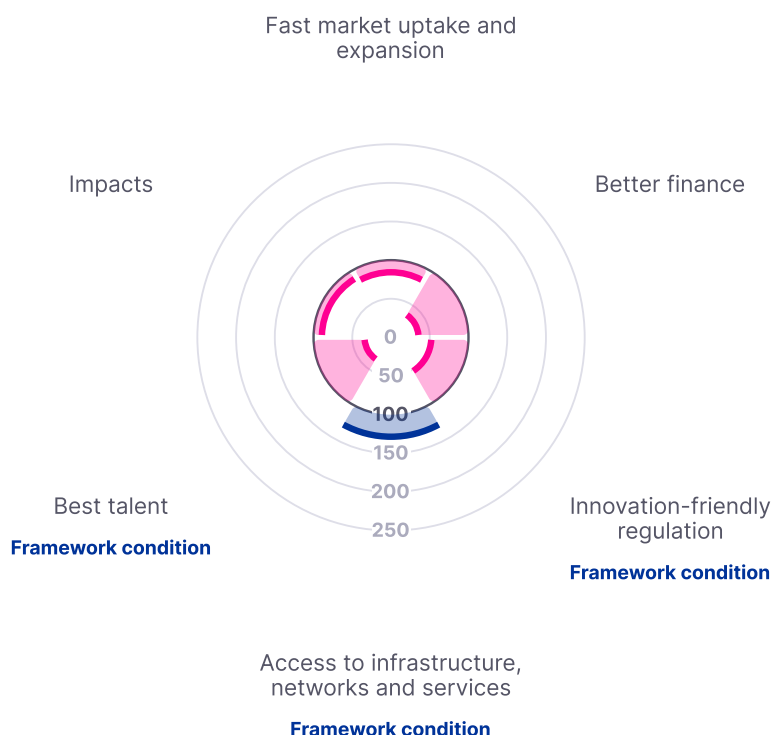 Fast market uptake and
expansion
Impacts
Better finance
0
50
100
150
200
250
Best talent
Framework condition
Innovation-friendly
regulation
Framework condition
Access to infrastructure,
networks and services
Framework condition